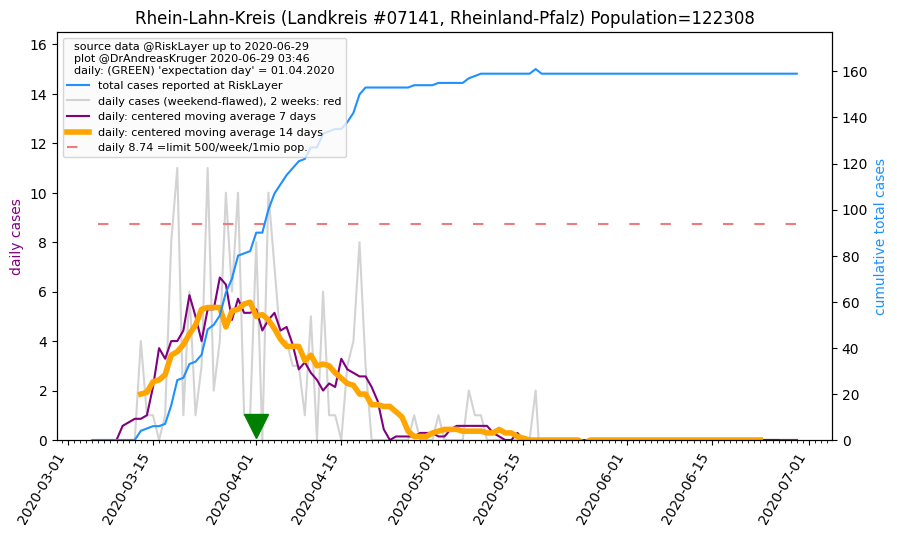 Rhein-Lahn-Kreis (Landkreis #07141, Rheinland-Pfalz) Population=122308
source data @RiskLayer up to 2020-06-29
plot @DrAndreasKruger 2020-06-29 03:46
daily: (GREEN) 'expectation day' = 01.04.2020
total cases reported at RiskLayer
daily cases (weekend-flawed), 2 weeks: red
daily: centered moving average 7 days
daily: centered moving average 14 days
daily 8.74 =limit 500/week/1mio pop.
daily cases
16
14
12
10
8
6
4
2
0
cumulative total cases
160
140
120
100
80
60
40
20
0
2020-03-01
2020-03-15
2020-04-01
2020-04-15
2020-05-01
2020-05-15
2020-06-01
2020-06-15
2020-07-01